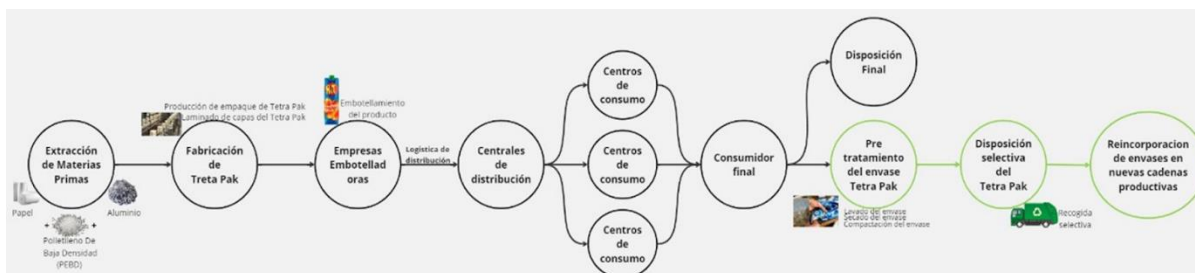 Extracción
de Materias
Primas
Papel
+
+
Aluminio
Polietileno De
Baja Densidad
(PEBD)
Producción de empaque de Tetra Pak
Laminado de capas del Tetra Pak
Fabricación
de
Treta Pak
Embotellamiento
del producto
Empresas
Embotellad
oras
Logistica de
distribución
Centrales de
distribución
Centros
de
consumo
Centros
de
consumo
Centros
de
consumo
Consumidor
final
Disposición
Final
Pre
tratamiento
del envase
Tetra Pak
Lavado del envase
Secado del envase
Compactación del envase
Disposición
selectiva
del
Tetra Pak
Recogida
selectiva
Reincorporacion
de envases en
nuevas cadenas
productivas